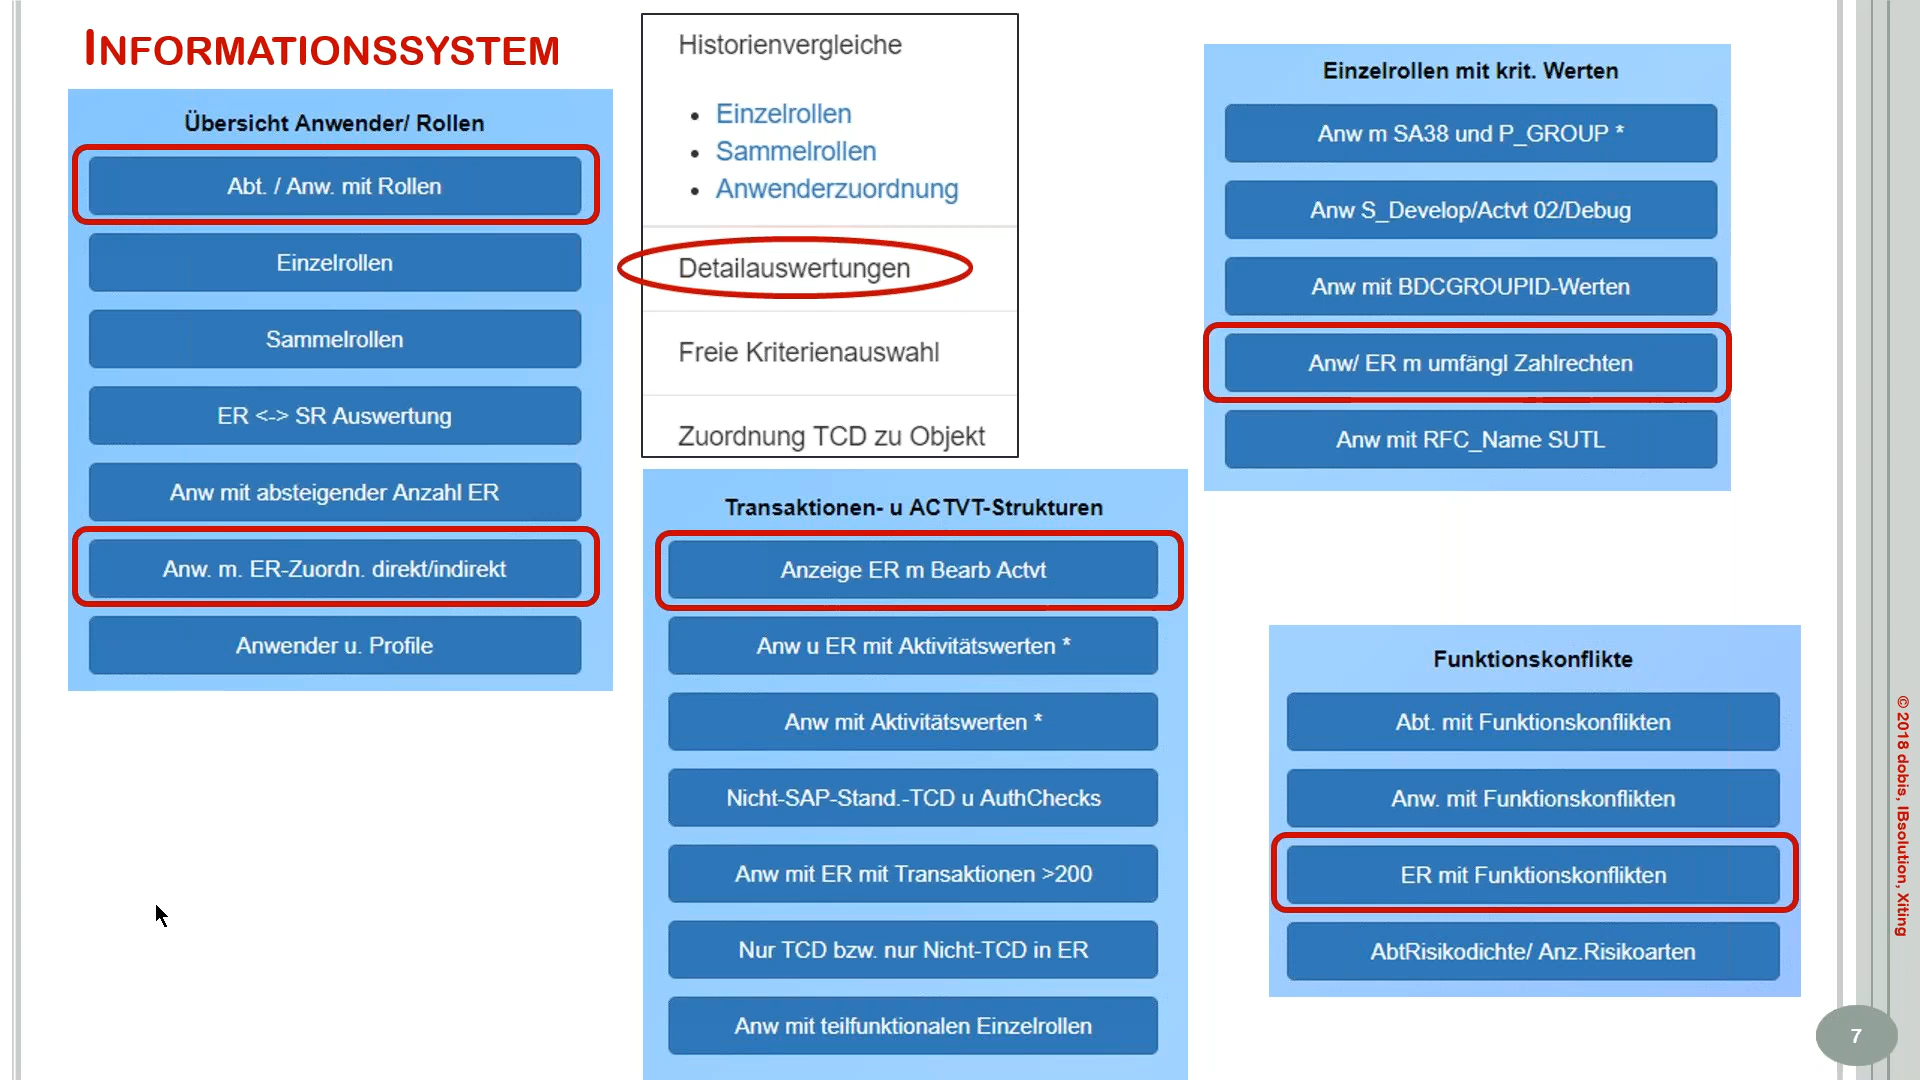 INFORMATIONSSYSTEM
Übersicht Anwender/ Rollen
Abt. / Anw. mit Rollen
Einzelrollen
Sammelrollen
ER <-> SR Auswertung
Anw mit absteigender Anzahl ER
Anw. m. ER-Zuordn. direkt/indirekt
Anwender u. Profile
Historienvergleiche
• Einzelrollen
• Sammelrollen
• Anwenderzuordnung
Detailauswertungen
Freie Kriterienauswahl
Zuordnung TCD zu Objekt
Transaktionen- u ACTVT-Strukturen
Anzeige ER m Bearb Actvt
Anw u ER mit Aktivitätswerten *
Anw mit Aktivitätswerten *
Nicht-SAP-Stand.-TCD u AuthChecks
Anw mit ER mit Transaktionen >200
Nur TCD bzw. nur Nicht-TCD in ER
Anw mit teilfunktionalen Einzelrollen
Einzelrollen mit krit. Werten
Anw m SA38 und P_GROUP *
Anw S_Develop/Actvt 02/Debug
Anw mit BDCGROUPID-Werten
Anw/ ER m umfängl Zahlrechten
Anw mit RFC_Name SUTL
Funktionskonflikte
Abt. mit Funktionskonflikten
Anw. mit Funktionskonflikten
ER mit Funktionskonflikten
AbtRisikodichte/ Anz.Risikoarten
© 2018 dobis, IBsolution, Xiting
7